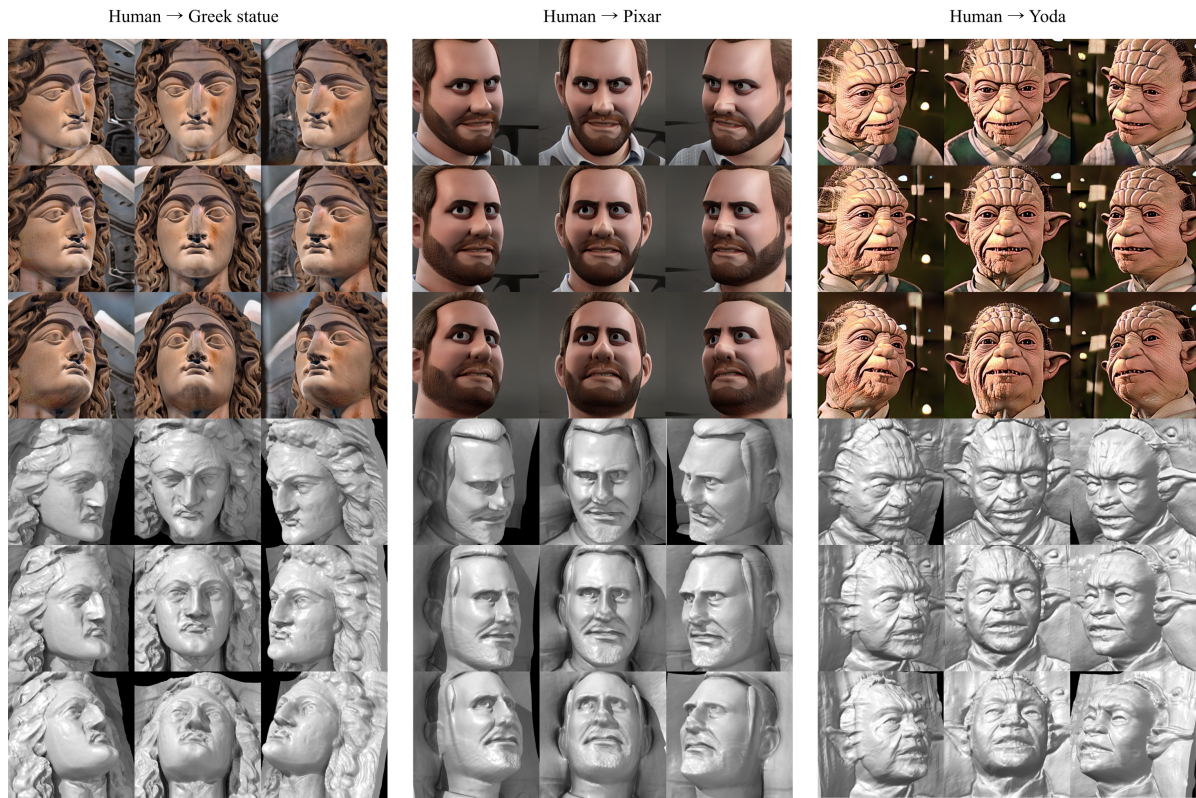 Human → Greek statue
Human → Pixar
Human → Yoda